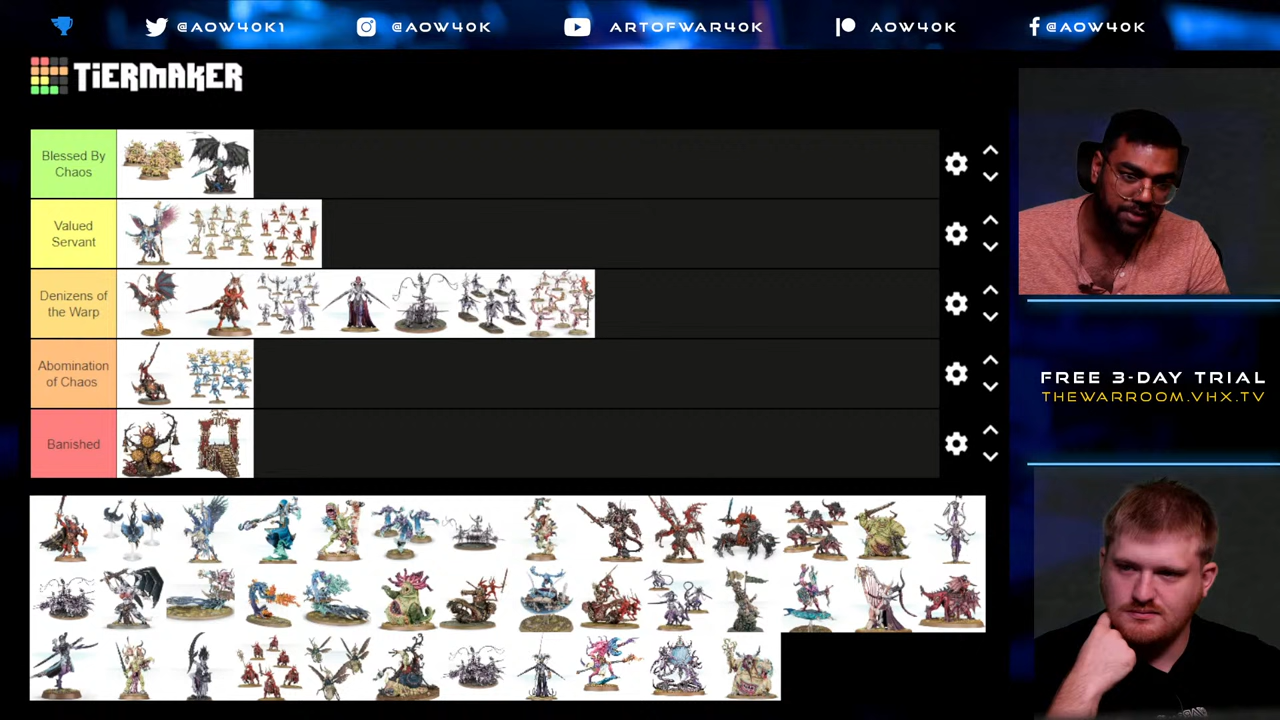 @AOW40K1
@AOW40K
ARTOFWAR40K
AOW40K
@AOW40K
TiERMAKER
Blessed By
Chaos
Valued
Servant
Denizens of
the Warp
Abomination
of Chaos
Banished
FREE 3-DAY TRIAL
THEWARROOM.VHX.TV